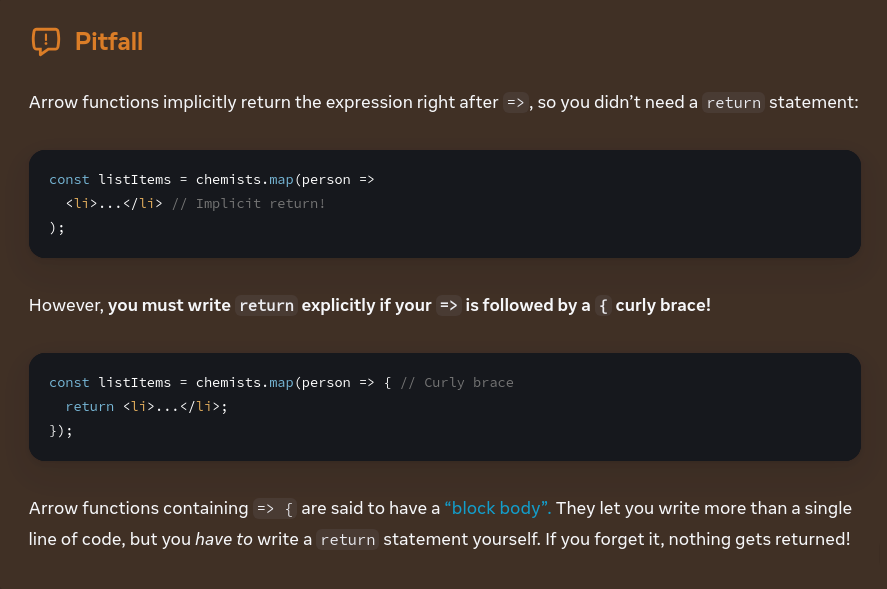 Pitfall
Arrow functions implicitly return the expression right after =>, so you didn’t need a return statement:
const listItems = chemists.map(person =>
  <li>...</li> // Implicit return!
);
However, you must write return explicitly if your => is followed by a { curly brace!
const listItems = chemists.map(person => { // Curly brace
  return <li>...</li>;
});
Arrow functions containing => { are said to have a “block body”. They let you write more than a single
line of code, but you have to write a return statement yourself. If you forget it, nothing gets returned!